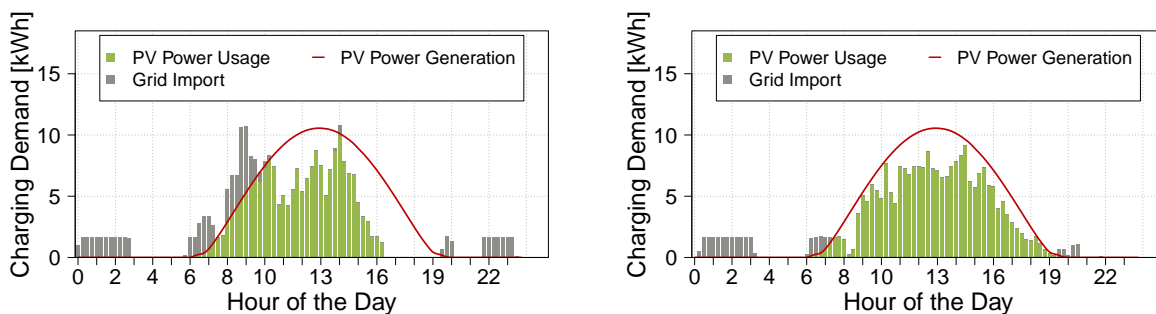 Charging Demand [kWh]
15
10
5
0
PV Power Usage
PV Power Generation
Grid Import
0 2 4 6 8 10 13 16 19 22
Hour of the Day
Charging Demand [kWh]
15
10
5
0
PV Power Usage
PV Power Generation
Grid Import
0 2 4 6 8 10 13 16 19 22
Hour of the Day